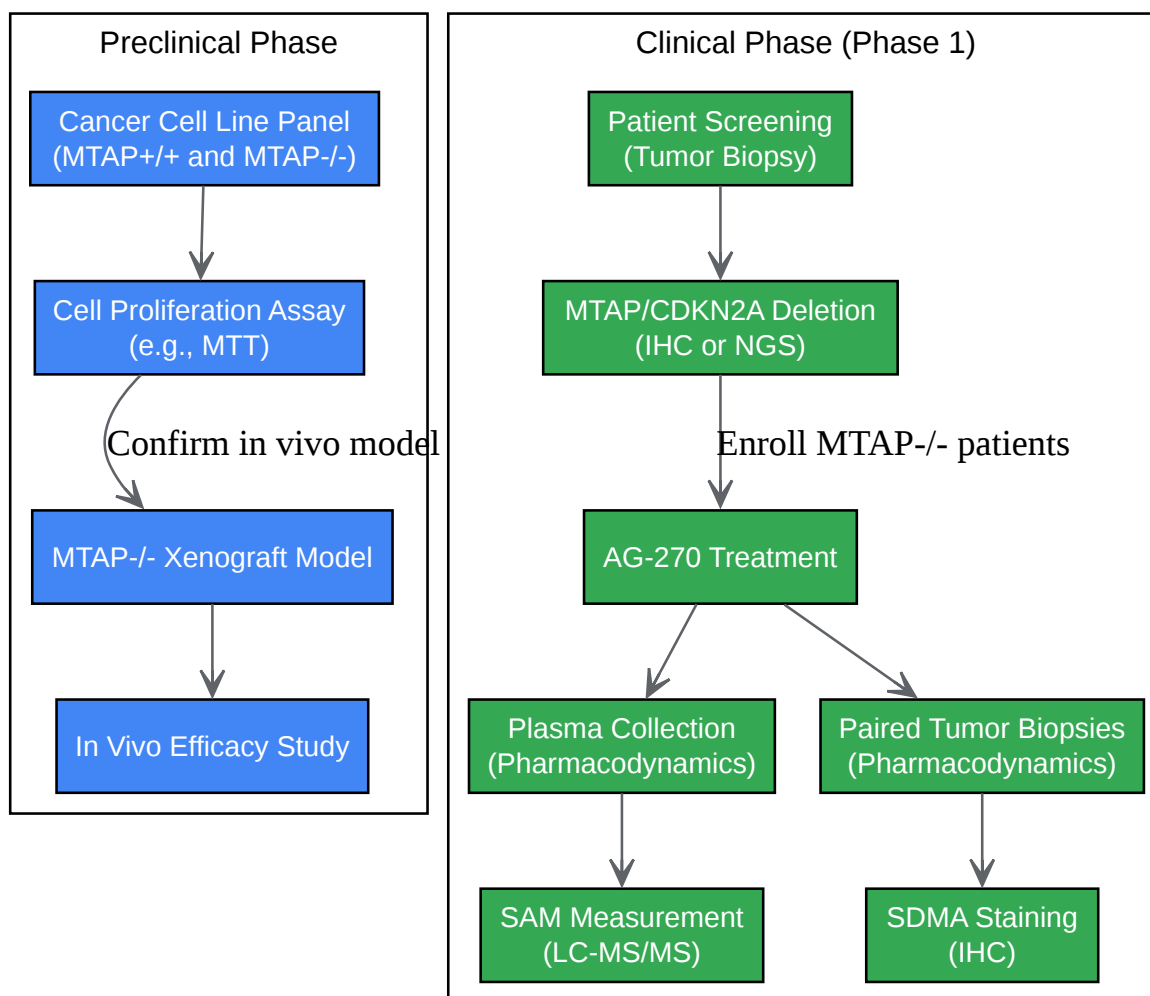 Preclinical Phase
Cancer Cell Line Panel
(MTAP+/+ and MTAP-/-)
Cell Proliferation Assay
(e.g., MTT)
Confirm in vivo model
MTAP-/- Xenograft Model
In Vivo Efficacy Study
Clinical Phase (Phase 1)
Patient Screening
(Tumor Biopsy)
MTAP/CDKN2A Deletion
(IHC or NGS)
Enroll MTAP-/- patients
AG-270 Treatment
Plasma Collection
(Pharmacodynamics)
Paired Tumor Biopsies
(Pharmacodynamics)
SAM Measurement
(LC-MS/MS)
SDMA Staining
(IHC)